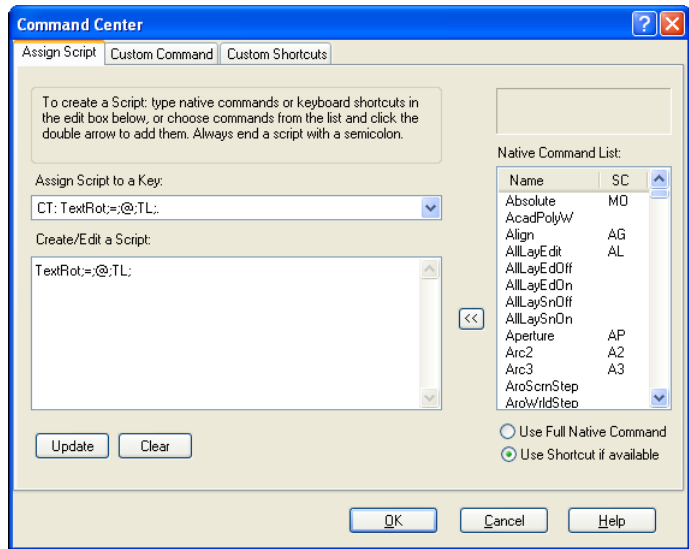 Command Center
Assign Script
Custom Command
Custom Shortcuts
To create a Script: type native commands or keyboard shortcuts in
the edit box below, or choose commands from the list and click the
double arrow to add them. Always end a script with a semicolon.
Assign Script to a Key:
CT: TextRot;=;@;TL;.
Create/Edit a Script:
TextRot;=;@;TL;
<<
Native Command List:
Name SC
Absolute MO
AcadPolyW
Align AG
AllLayEdit AL
AllLayEdOff
AllLayEdOn
AllLaySnOff
AllLaySnOn
Aperture AP
Arc2 A2
Arc3 A3
AroScrnStep
AroWrldStep
Use Full Native Command
Use Shortcut if available
Update
Clear
OK
Cancel
Help